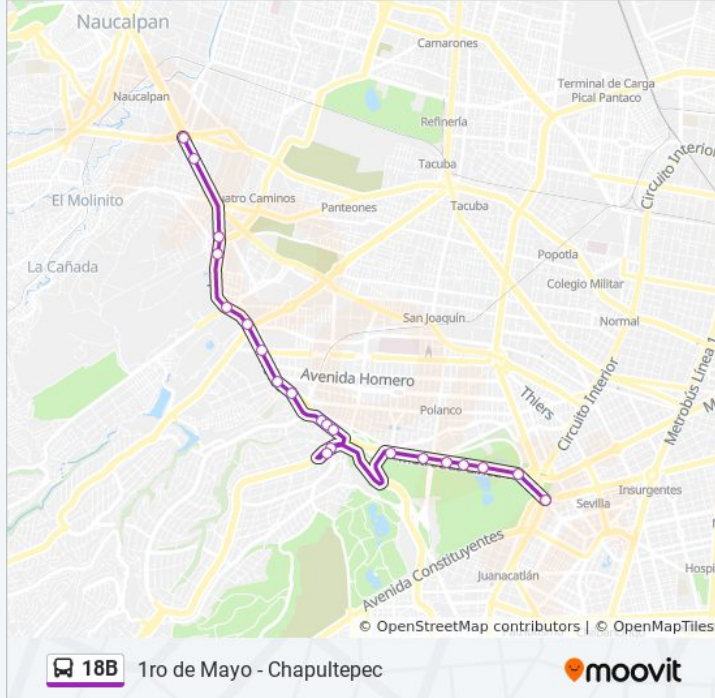 Naucalpan
Camarones
Terminal de Carga
Pical Pantaco
Naucalpan
Refinería
Circuito Interior
Tacuba
El Molinito
uatro Caminos
Panteones
Tacuba
Popotla
La Cañada
Colegio Militar
San Joaquín
Normal
Metrobús Línea 1
Avenida Homero
Thiers
Circuito Interior
Polanco
Insurgentes
Sevilla
Avenida Constituyentes
Juanacatlán
Hospi
© OpenStreetMap contributors | © OpenMapTiles
18B
1ro de Mayo - Chapultepec
moovit